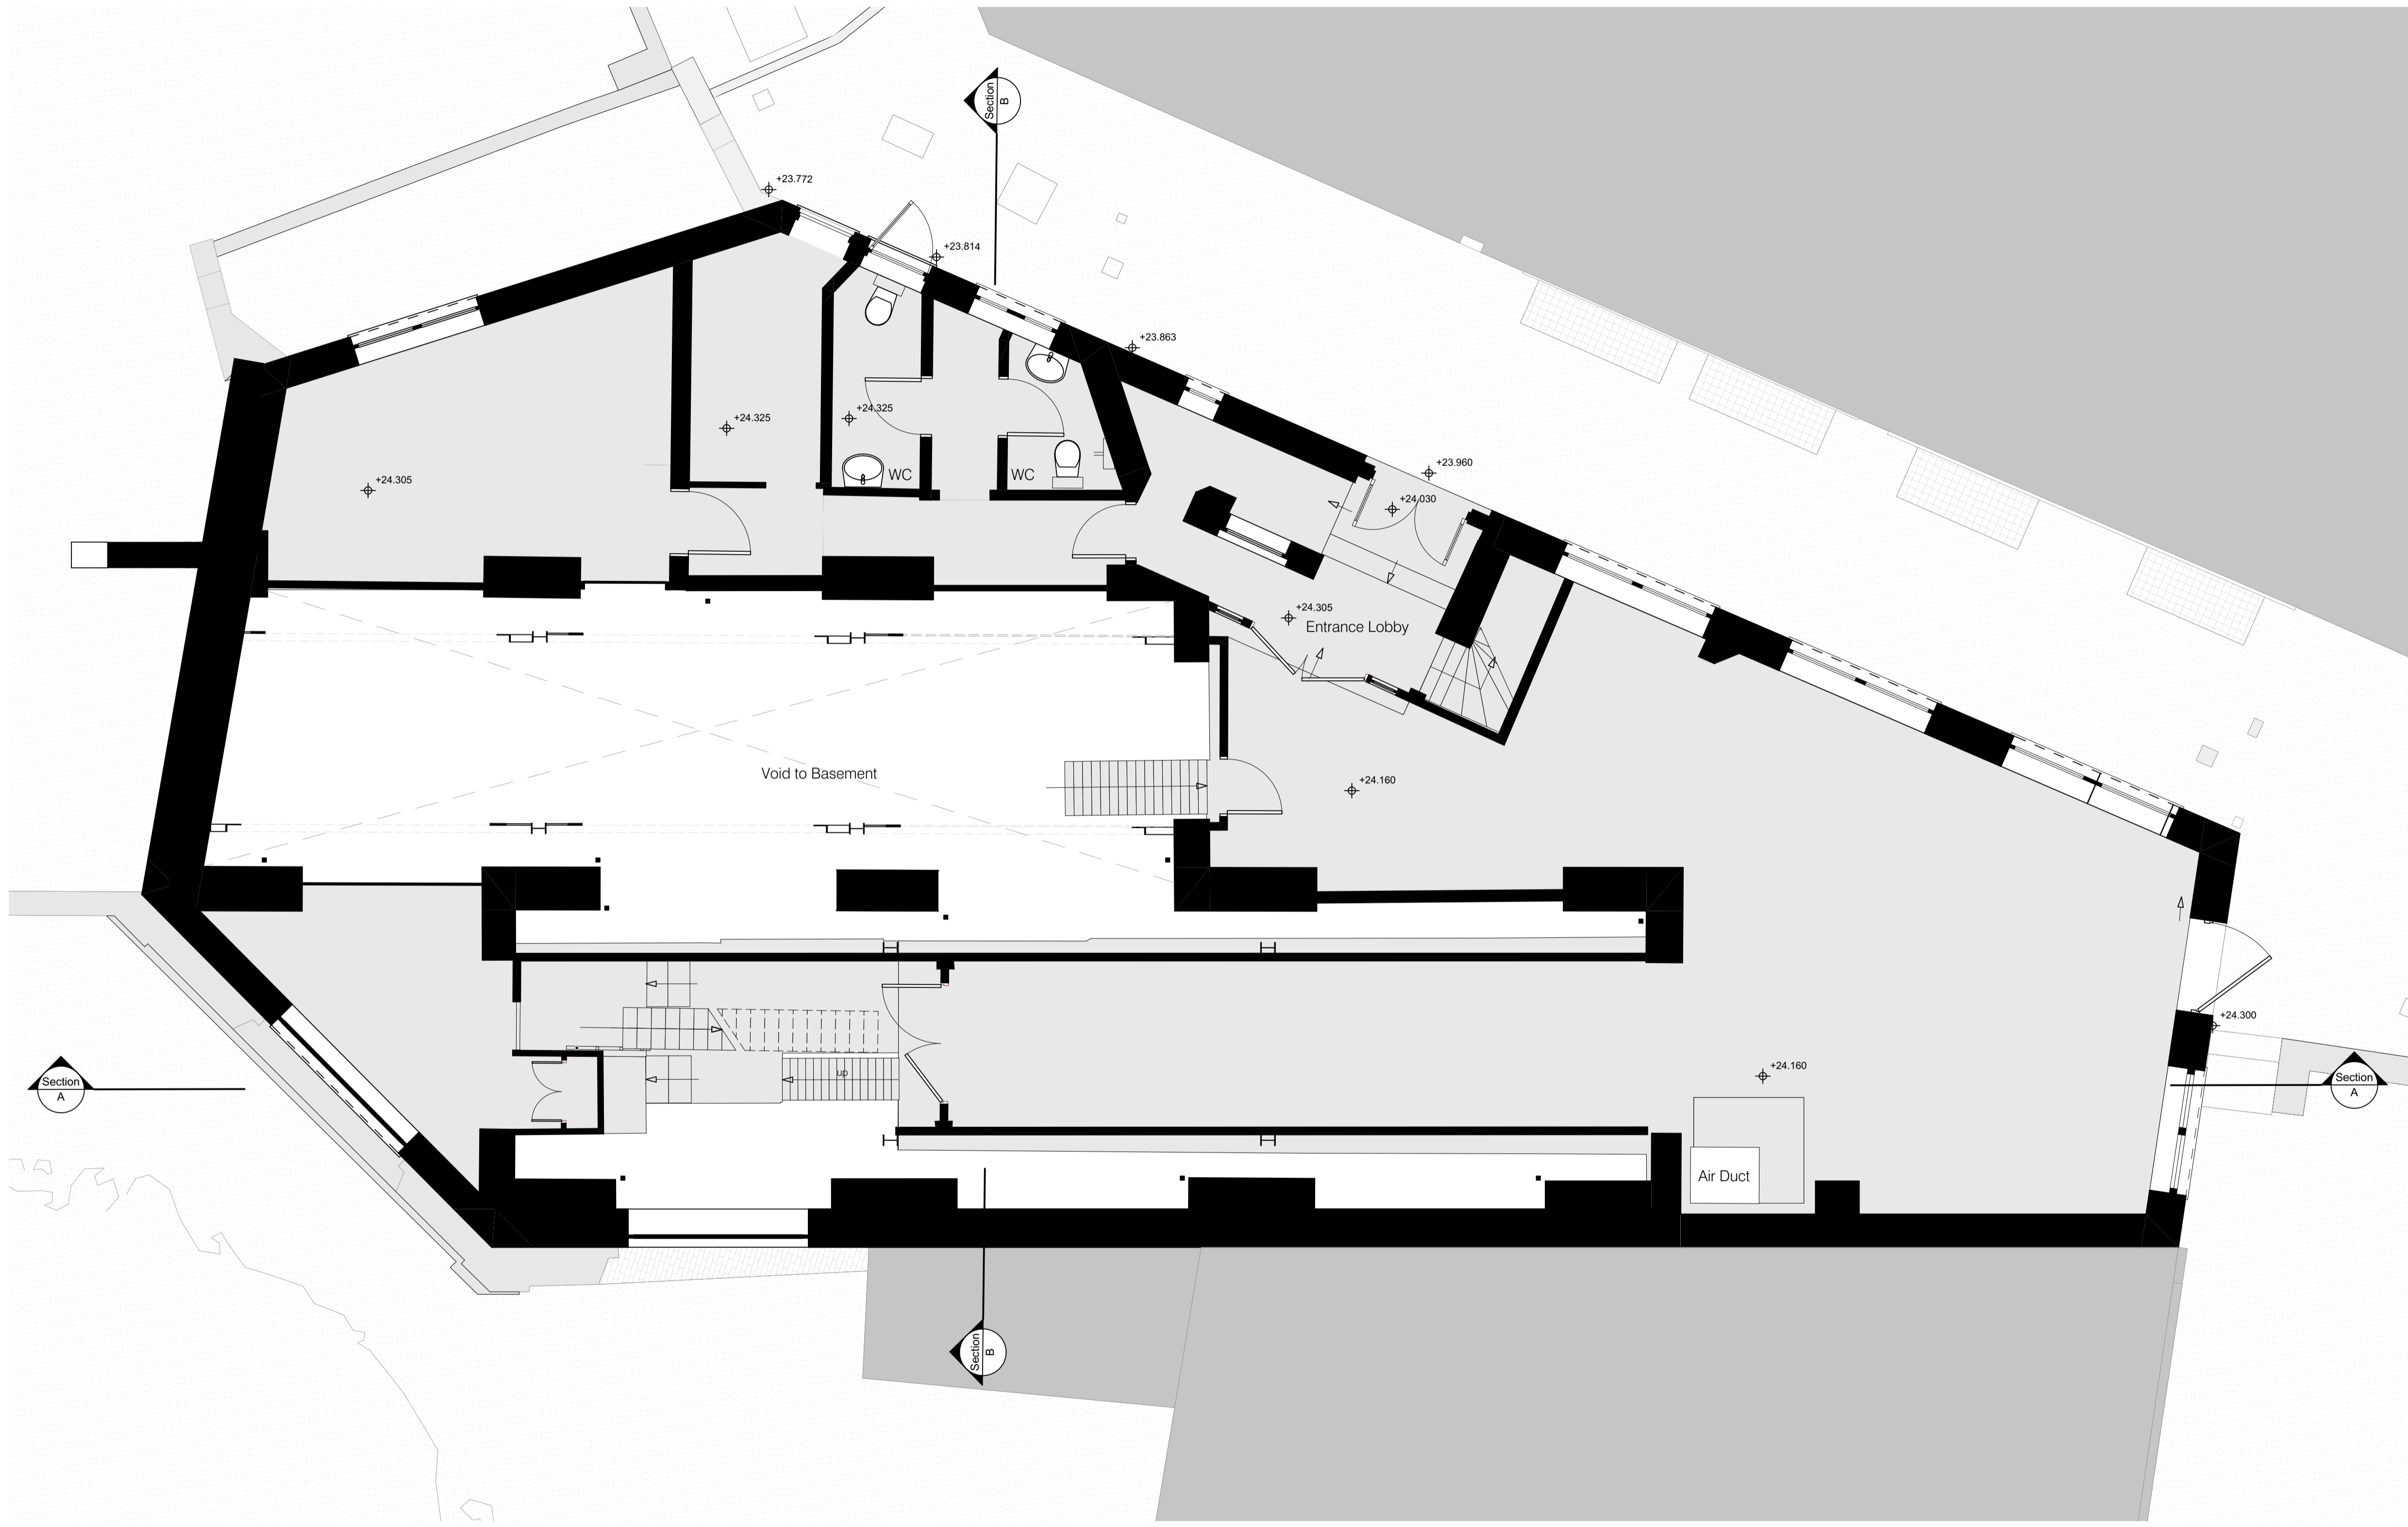 Section
B
+23.772
+23.814
+23.863
+24.325
+24.325
WC
WC
+24.305
+23.960
+24.030
+24.305
Entrance Lobby
Void to Basement
+24.160
+24.300
+24.160
up
Section
A
Section
A
Air Duct
Section
B